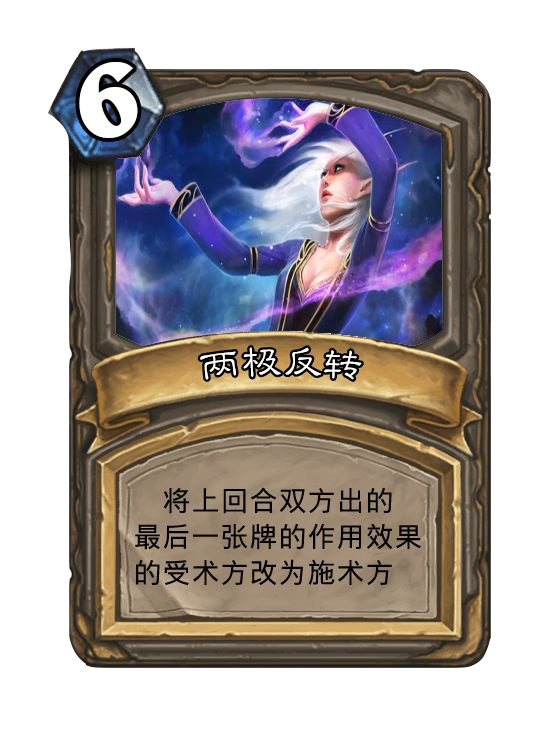 6
两极反转
将上回合双方出的
最后一张牌的作用效果
的受术方改为施术方